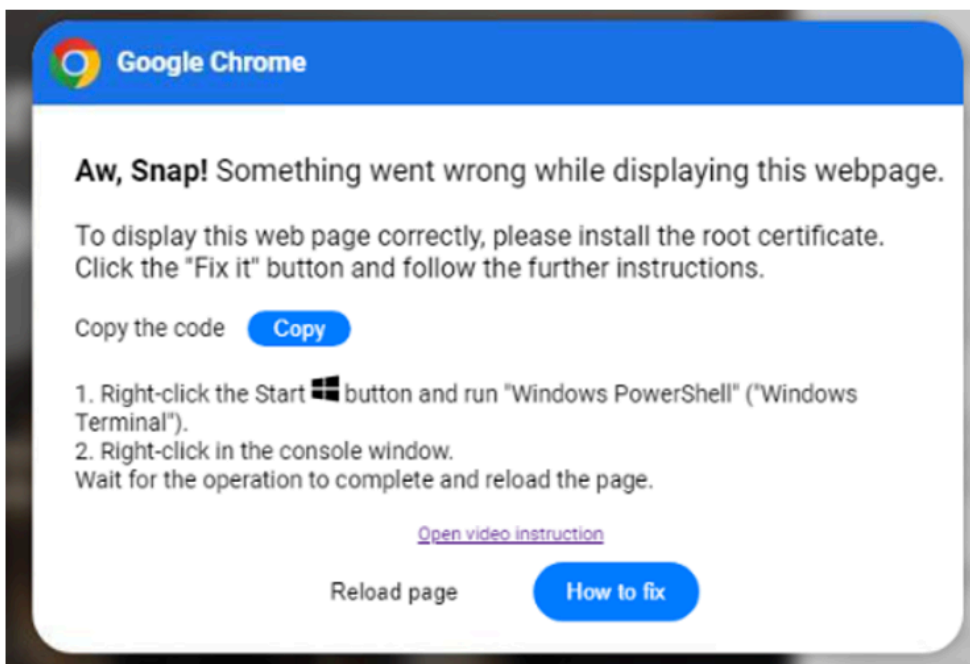 Google Chrome
Aw, Snap! Something went wrong while displaying this webpage.
To display this web page correctly, please install the root certificate.
Click the "Fix it" button and follow the further instructions.
Copy the code Copy
1. Right-click the Start button and run "Windows PowerShell" ("Windows
Terminal").
2. Right-click in the console window.
Wait for the operation to complete and reload the page.
Open video instruction
Reload page How to fix